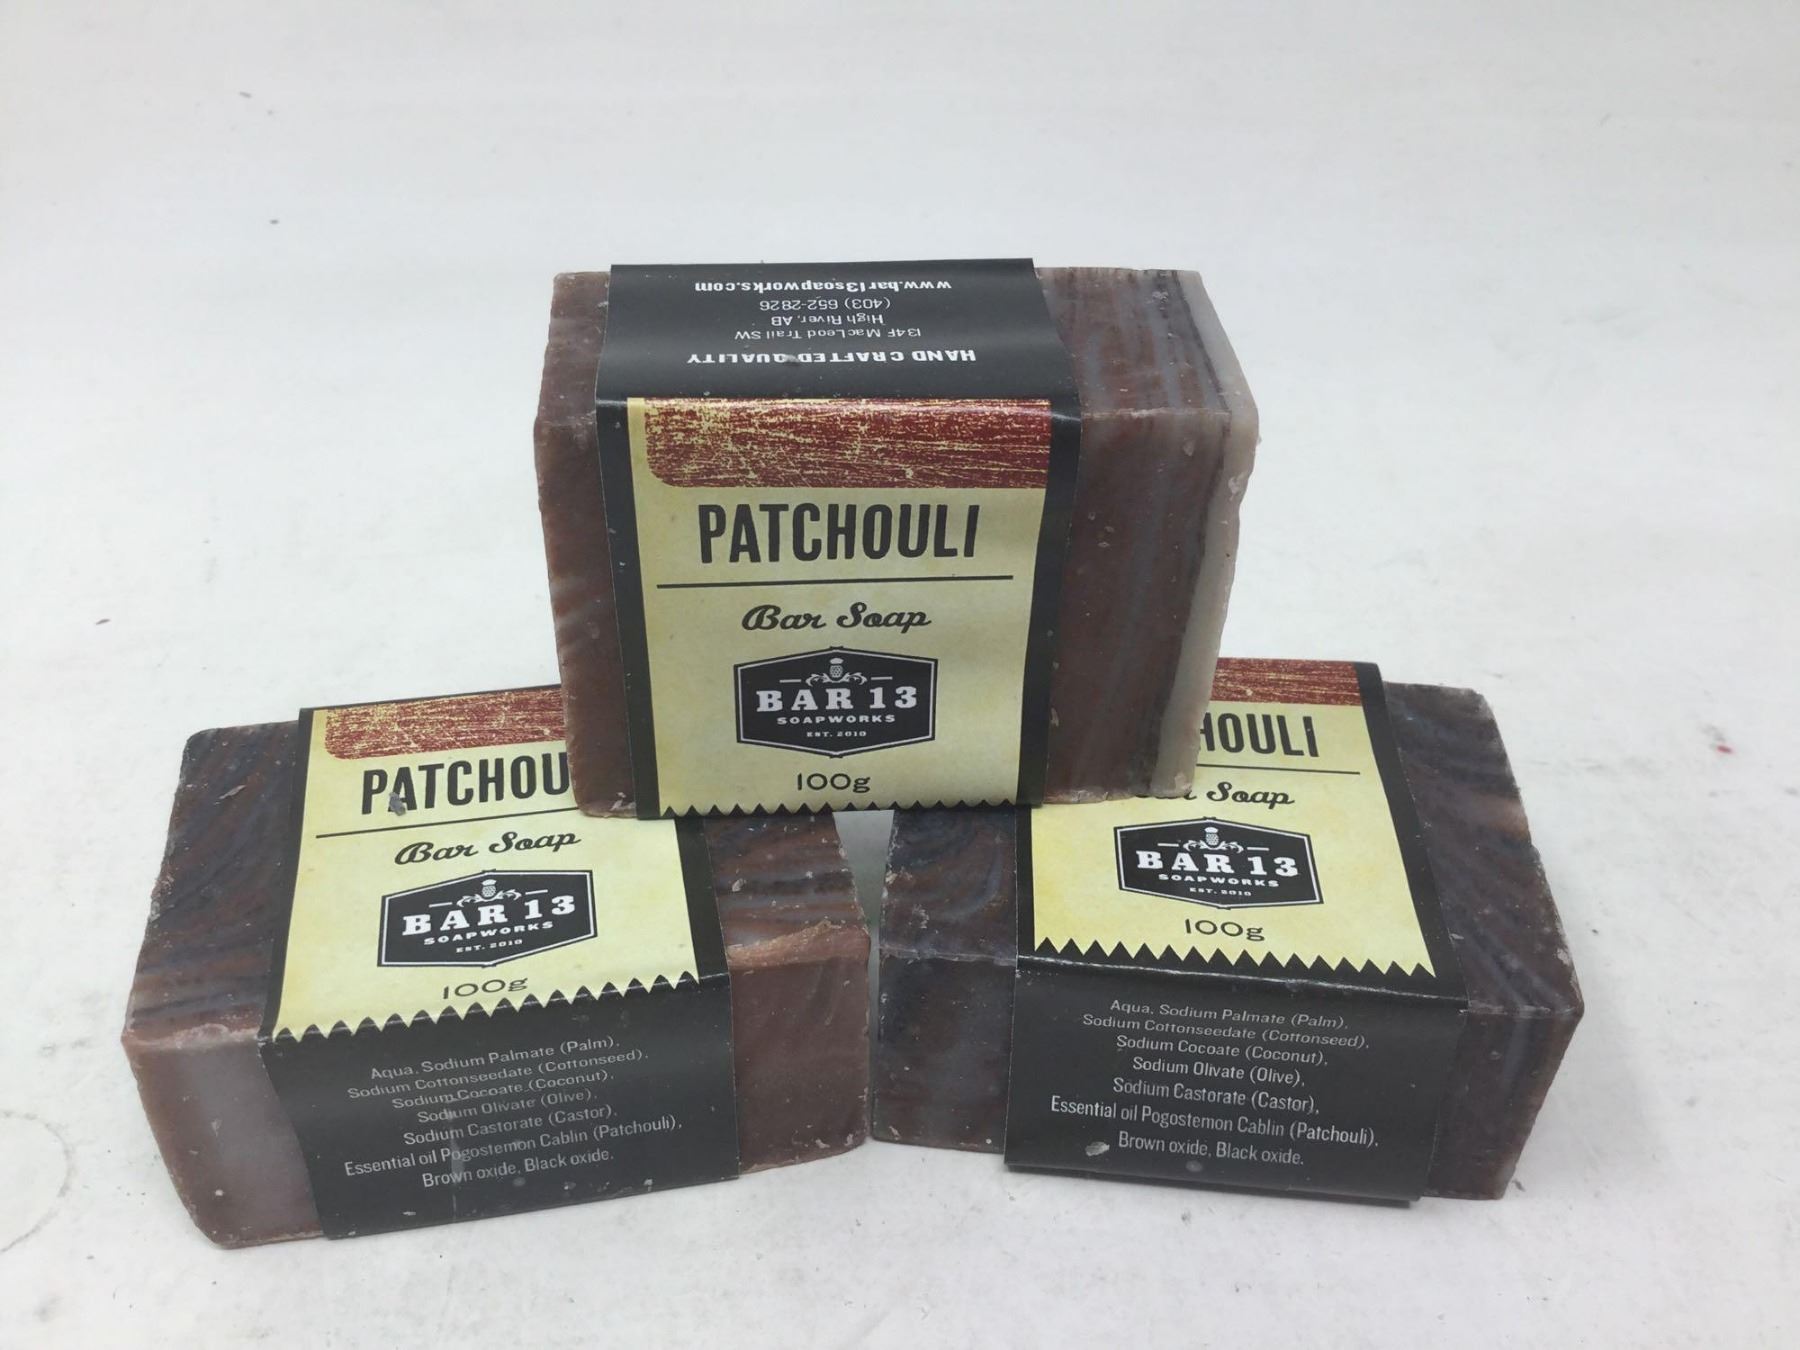 www.bar13soapworks.com
(403) 652-2826
High River, AB
134F MacLeod Trail SW
HAND CRAFTED QUALITY
PATCHOULI
Bar Soap
BAR 13
SOAPWORKS
EST. 2010
100g
PATCHOU
Bar Soap
BAR 13
SOAPWORKS
EST. 2010
100g
Aqua, Sodium Palmate (Palm),
Sodium Cottonseedate (Cottonseed),
Sodium Cocoate (Coconut),
Sodium Olivate (Olive),
Sodium Castorate (Castor),
Essential oil Pogostemon Cablin (Patchouli),
Brown oxide, Black oxide.
HOULI
Soap
BAR 13
SOAPWORKS
EST. 2010
100g
Aqua, Sodium Palmate (Palm),
Sodium Cottonseedate (Cottonseed),
Sodium Cocoate (Coconut),
Sodium Olivate (Olive),
Sodium Castorate (Castor),
Essential oil Pogostemon Cablin (Patchouli),
Brown oxide, Black oxide.